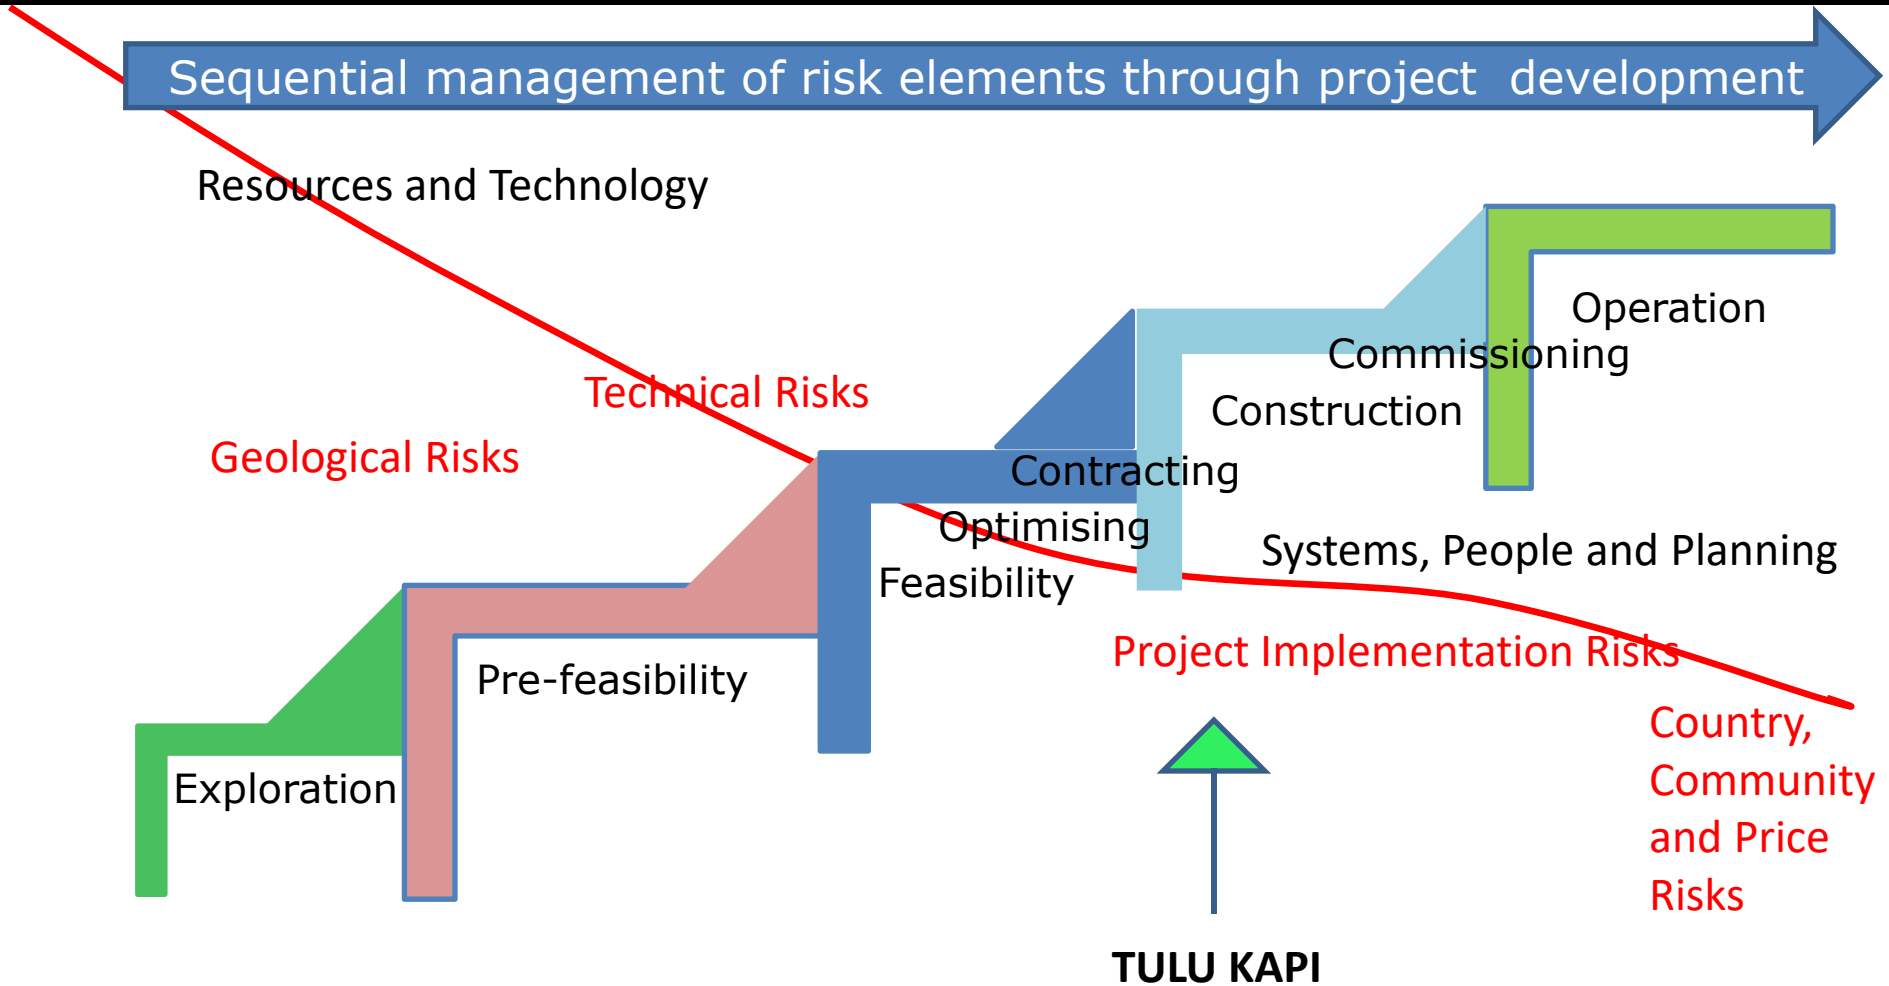 Sequential management of risk elements through project development
Resources and Technology
Operation
Commissioning
Technical Risks
Construction
Geological Risks
Contracting
Optimising
Systems, People and Planning
Feasibility
Project Implementation Risks
Pre-feasibility
Country,
Community
and Price
Risks
Exploration
TULU KAPI